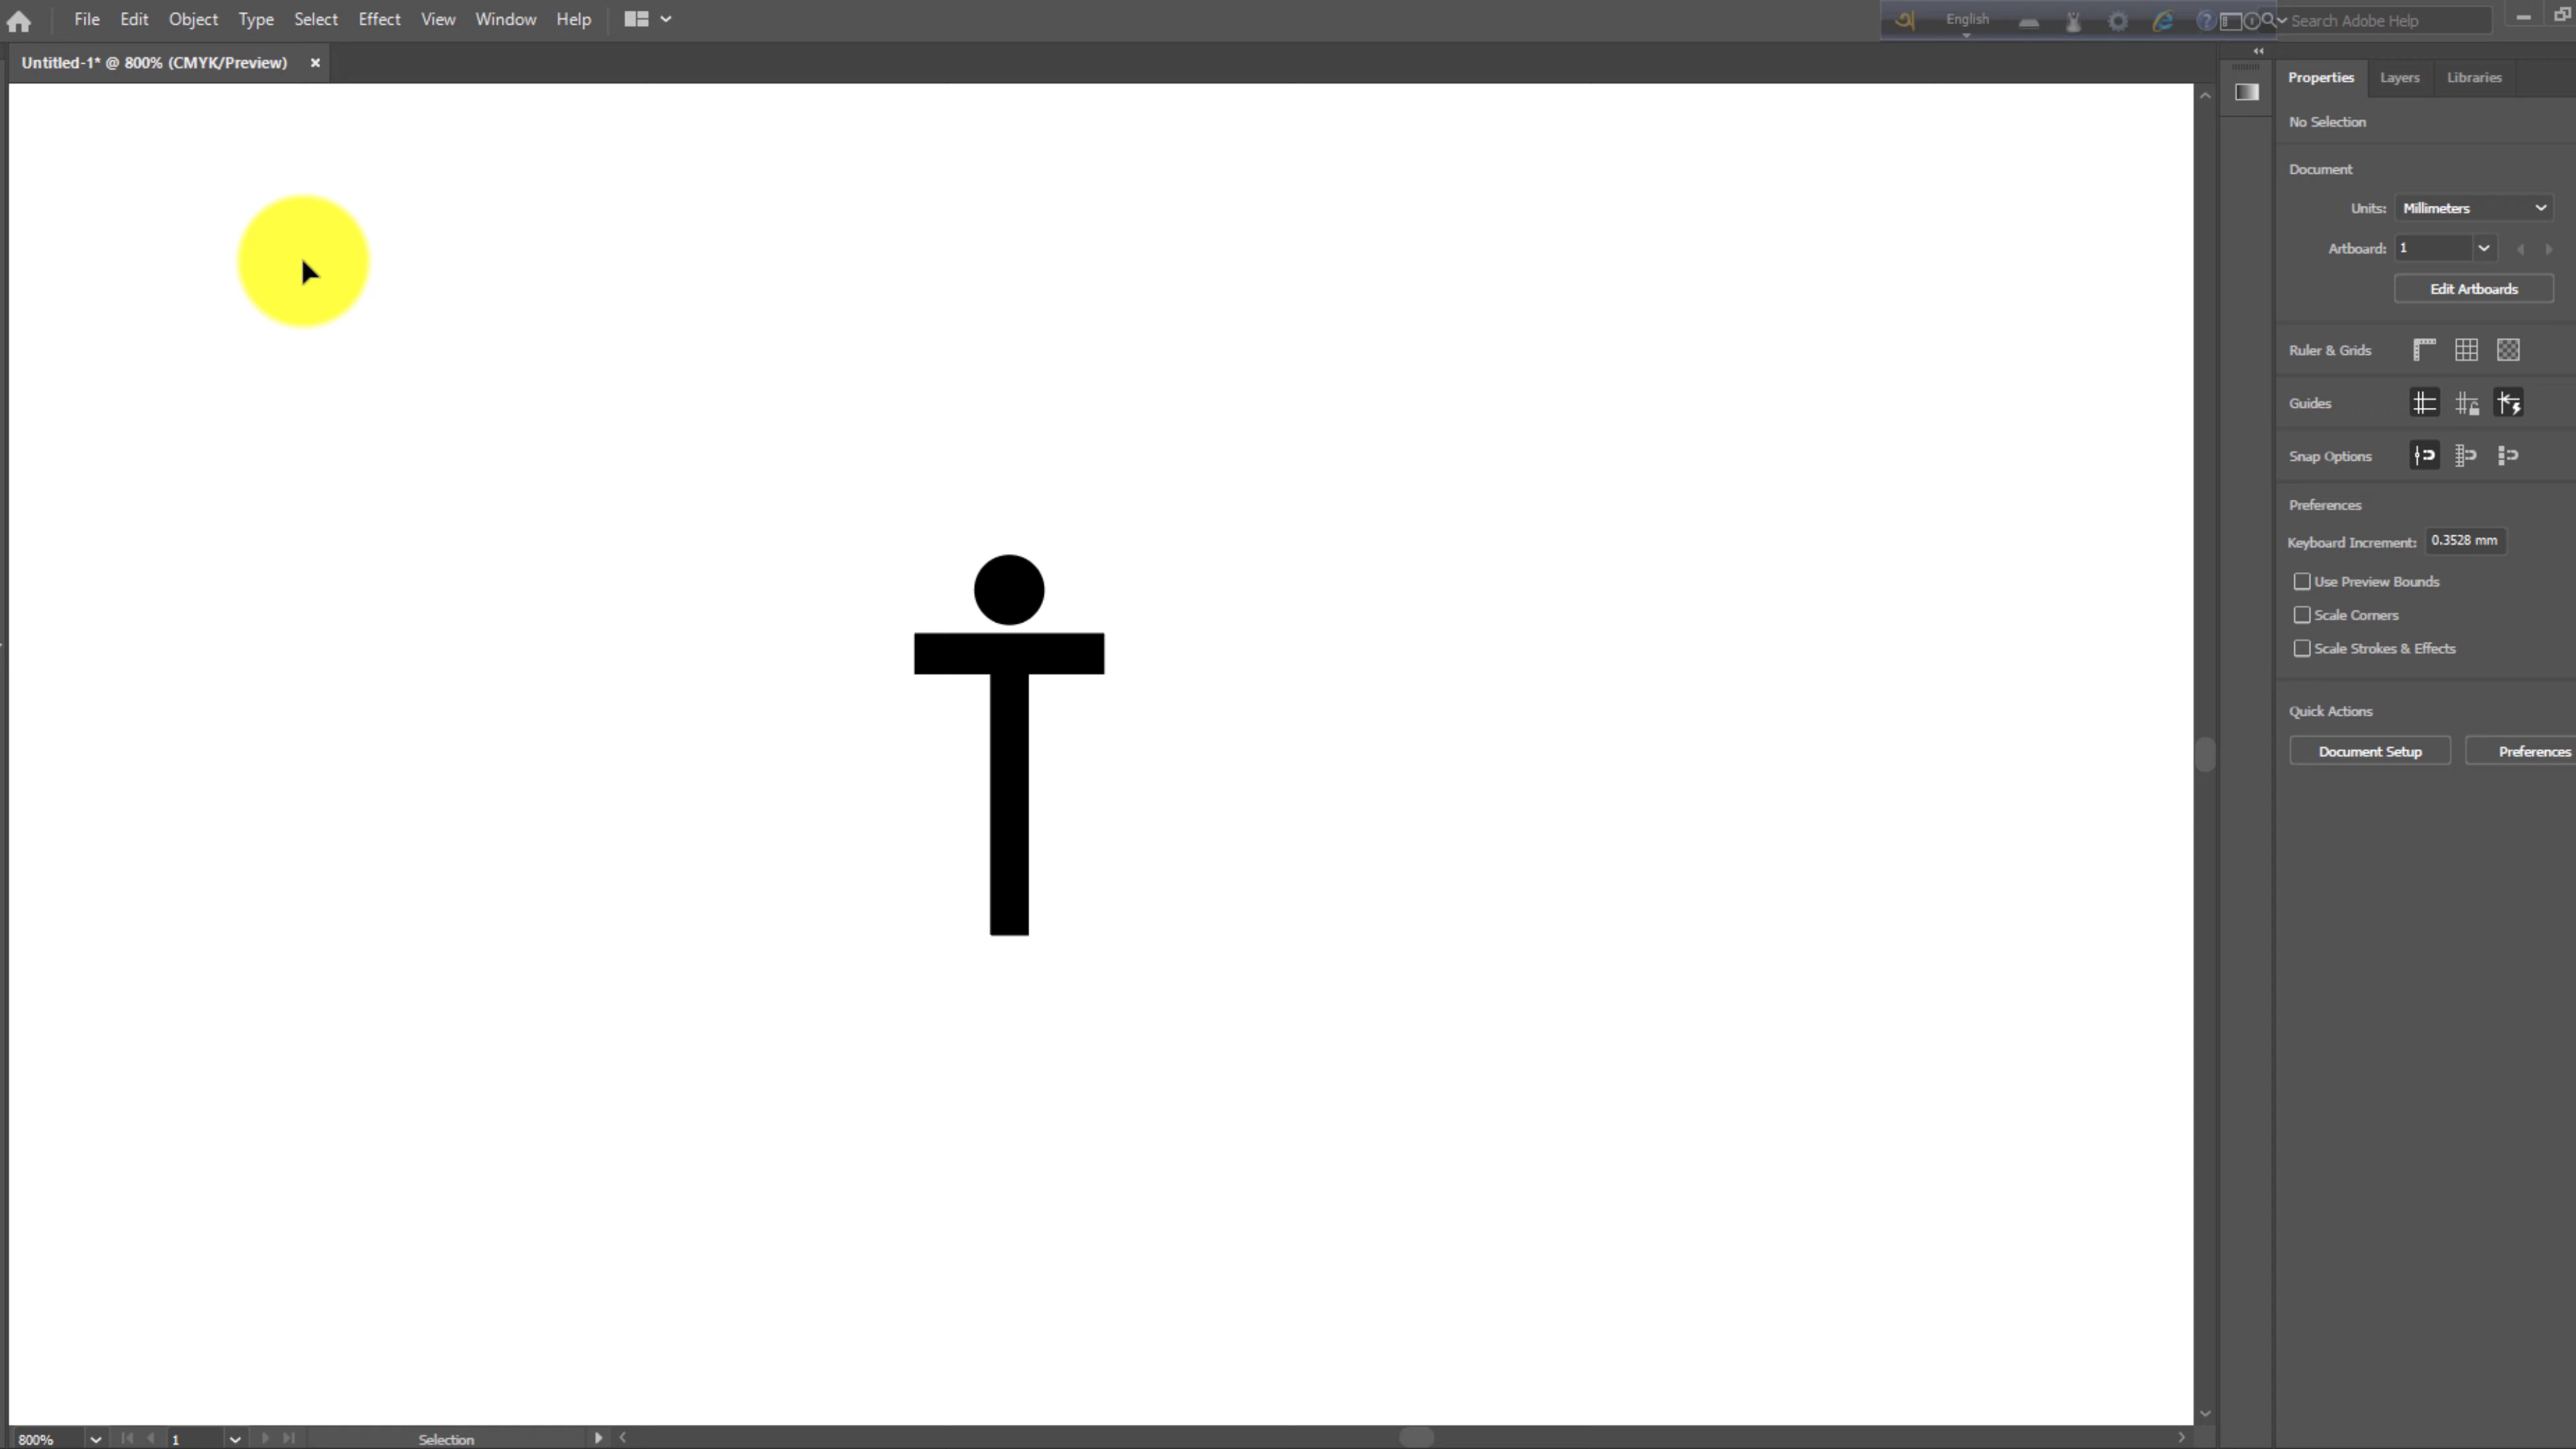 File Edit Object Type Select Effect View Window Help
অ English Search Adobe Help
Untitled-1* @ 800% (CMYK/Preview) ×
Properties Layers Libraries
No Selection
Document
Units: Millimeters
Artboard: 1
Edit Artboards
Ruler & Grids
Guides
Snap Options
Preferences
Keyboard Increment: 0.3528 mm
Use Preview Bounds
Scale Corners
Scale Strokes & Effects
Quick Actions
Document Setup Preferences
T
800% 1 Selection